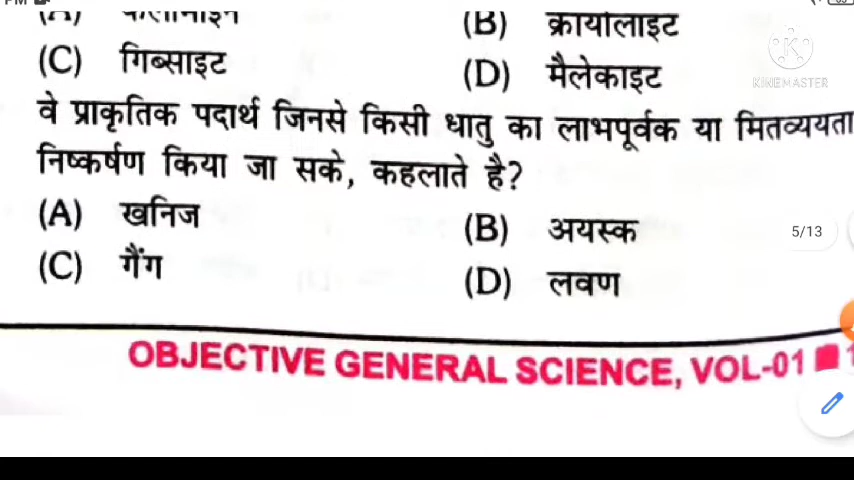 (B) क्रायोलाइट
(C) गिब्साइट (D) मैलेकाइट
KINEMASTER
वे प्राकृतिक पदार्थ जिनसे किसी धातु का लाभपूर्वक या मितव्ययता
निष्कर्षण किया जा सके, कहलाते है?
(A) खनिज (B) अयस्क
5/13
(C) गैंग (D) लवण
OBJECTIVE GENERAL SCIENCE, VOL-01